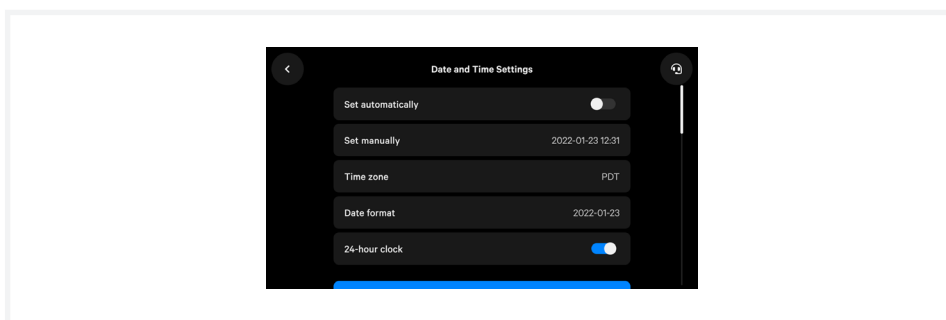 Date and Time Settings
Set automatically
Set manually 2022-01-23 12:31
Time zone PDT
Date format 2022-01-23
24-hour clock